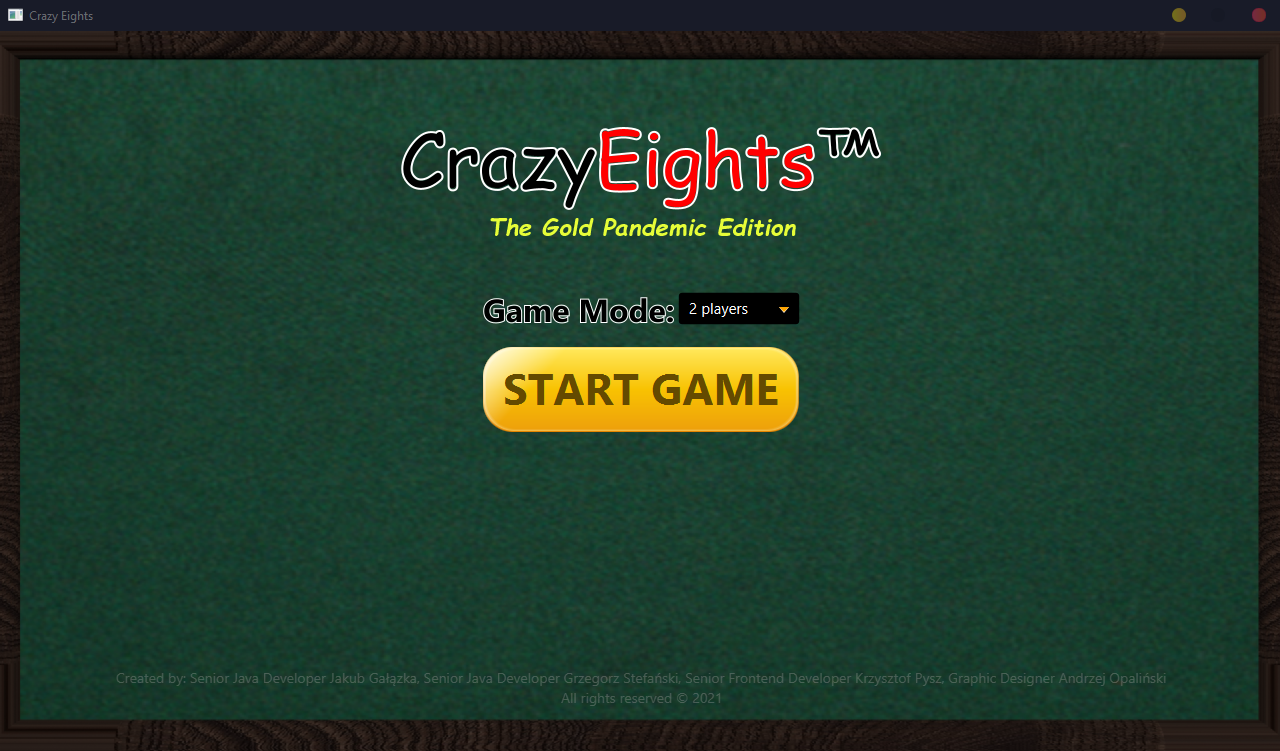 Crazy Eights
CrazyEights™
The Gold Pandemic Edition
Game Mode: 2 players
START GAME
Created by: Senior Java Developer Jakub Gałązka, Senior Java Developer Grzegorz Stefański, Senior Frontend Developer Krzysztof Pysz, Graphic Designer Andrzej Opaliński
All rights reserved © 2021